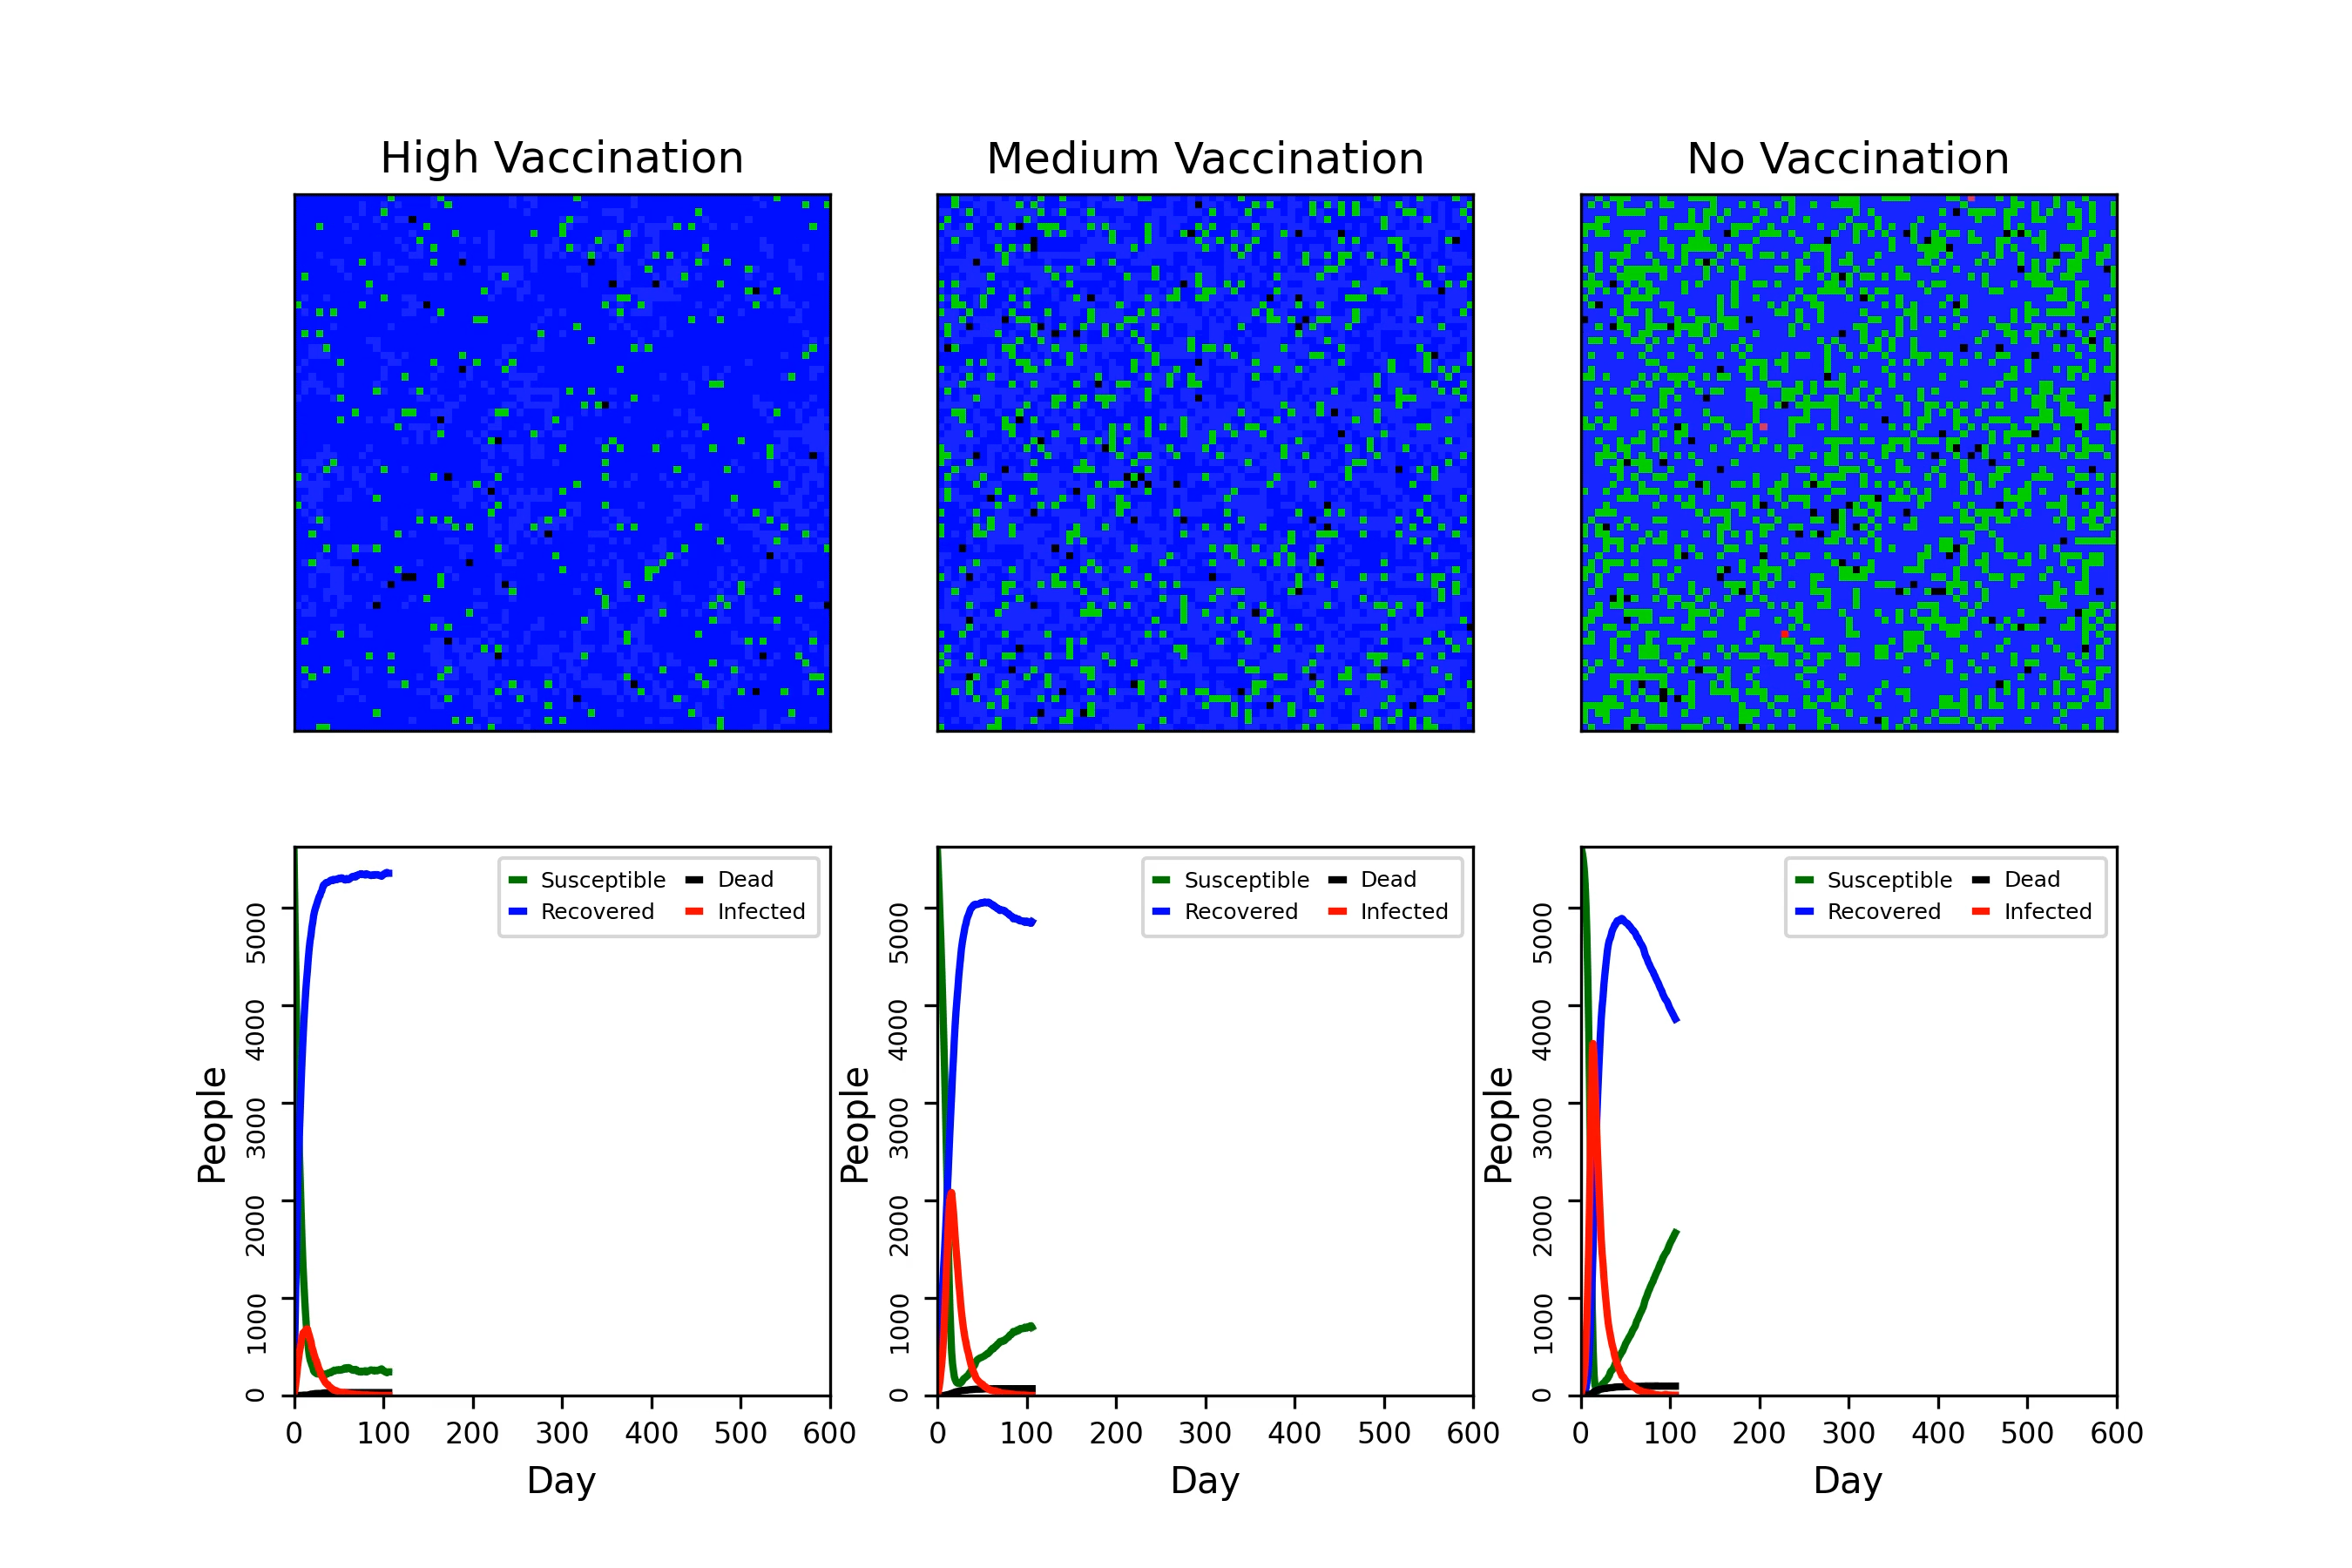 High Vaccination Medium Vaccination No Vaccination
Susceptible Dead Susceptible Dead Susceptible Dead
Recovered Infected Recovered Infected Recovered Infected
People
5000
4000
3000
2000
1000
0
People
5000
4000
3000
2000
1000
0
People
5000
4000
3000
2000
1000
0
0 100 200 300 400 500 600 0 100 200 300 400 500 600 0 100 200 300 400 500 600
Day Day Day